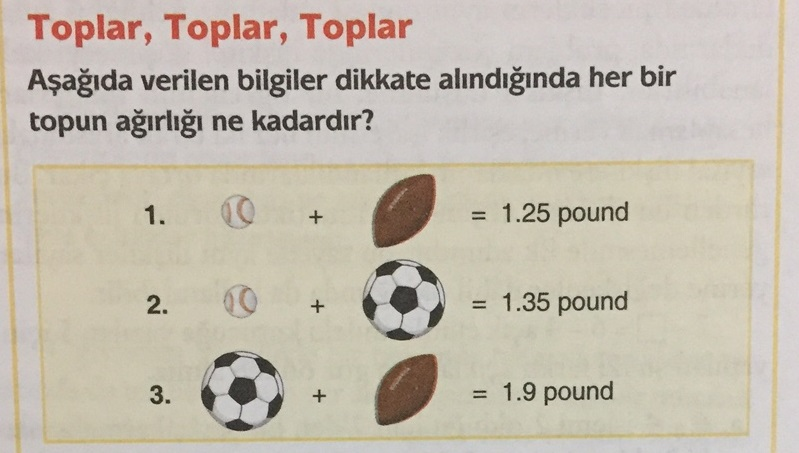 Toplar, Toplar, Toplar
Aşağıda verilen bilgiler dikkate alındığında her bir
topun ağırlığı ne kadardır?
1. + = 1.25 pound
2. + = 1.35 pound
3. + = 1.9 pound